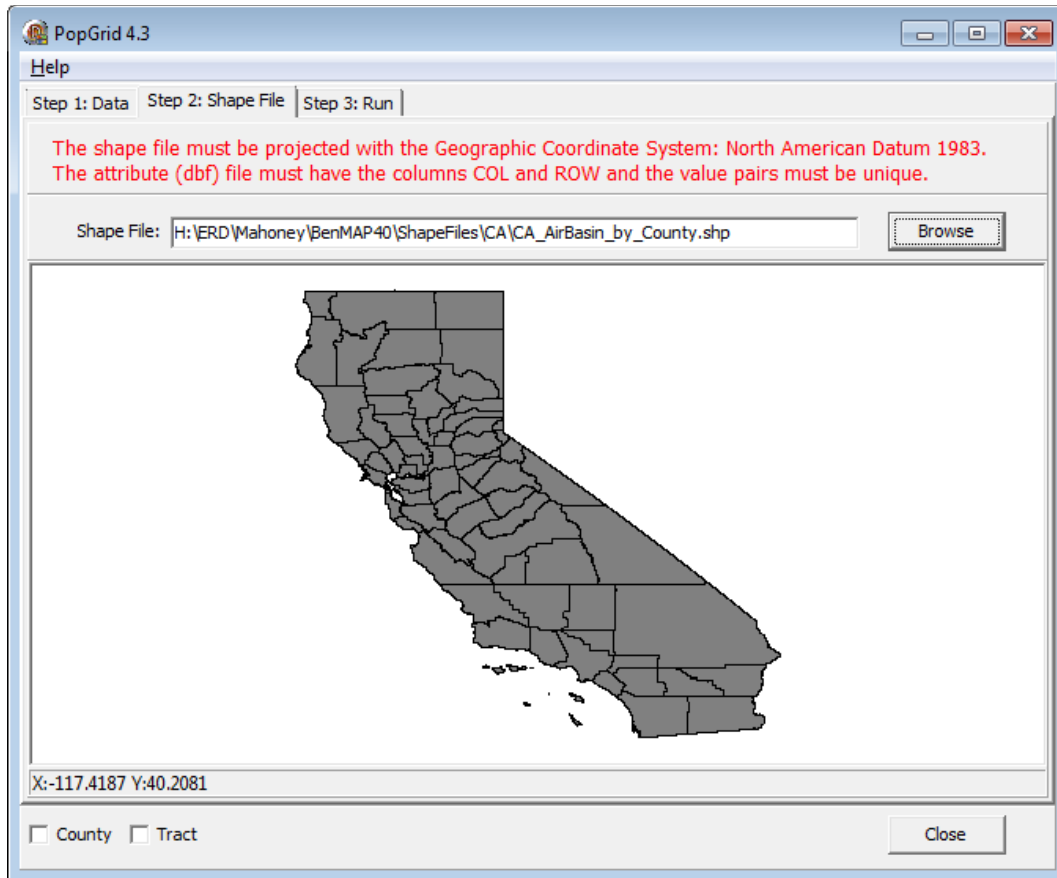 PopGrid 4.3
Help
Step 1: Data Step 2: Shape File Step 3: Run
The shape file must be projected with the Geographic Coordinate System: North American Datum 1983.
The attribute (dbf) file must have the columns COL and ROW and the value pairs must be unique.
Shape File: H:\ERD\Mahoney\BenMAP40\ShapeFiles\CA\CA_AirBasin_by_County.shp Browse
X:-117.4187 Y:40.2081
County Tract Close